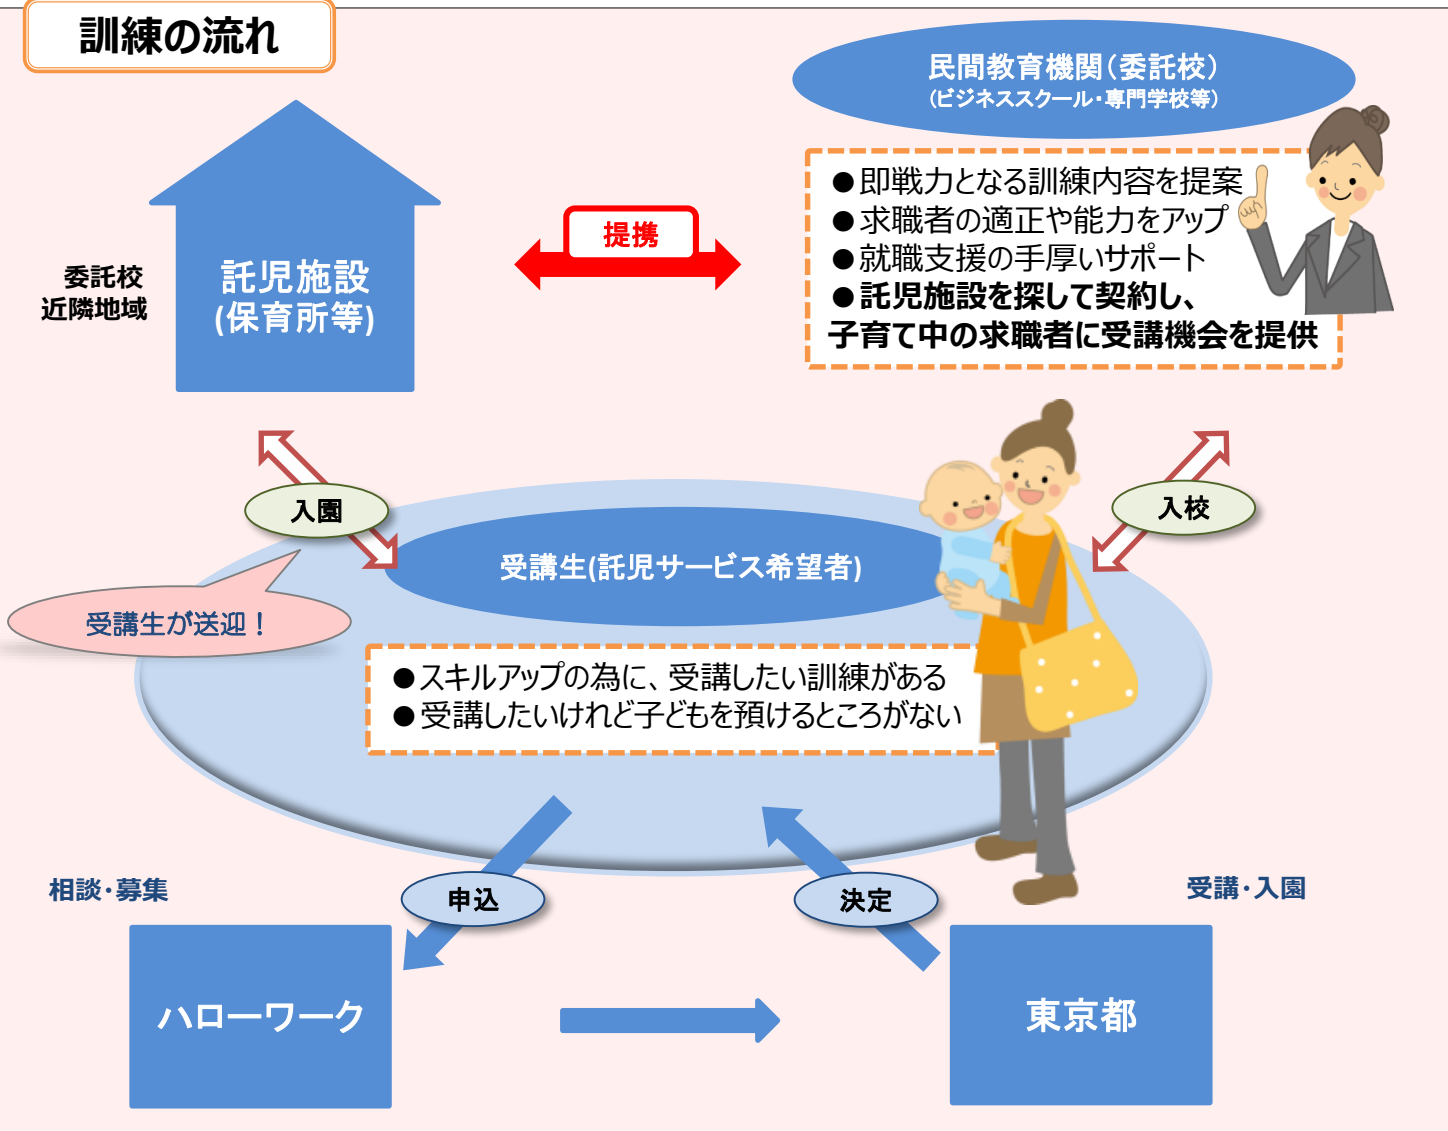 訓練の流れ
民間教育機関(委託校)
(ビジネススクール・専門学校等)
●即戦力となる訓練内容を提案
●求職者の適正や能力をアップ
●就職支援の手厚いサポート
●託児施設を探して契約し、
子育て中の求職者に受講機会を提供
提携
委託校
近隣地域
託児施設
(保育所等)
入園
入校
受講生(託児サービス希望者)
受講生が送迎！
●スキルアップの為に、受講したい訓練がある
●受講したいけれど子どもを預けるところがない
相談・募集
申込
決定
受講・入園
ハローワーク
東京都